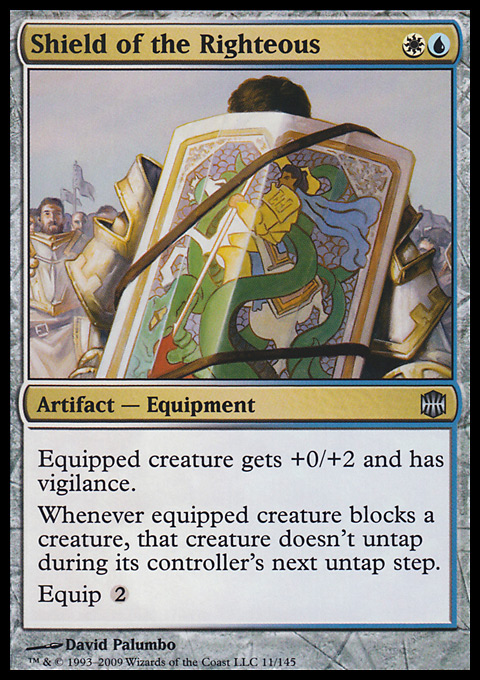 Shield of the Righteous
Artifact — Equipment
Equipped creature gets +0/+2 and has
vigilance.
Whenever equipped creature blocks a
creature, that creature doesn't untap
during its controller's next untap step.
Equip 2
David Palumbo
™ & © 1993–2009 Wizards of the Coast LLC 11/145